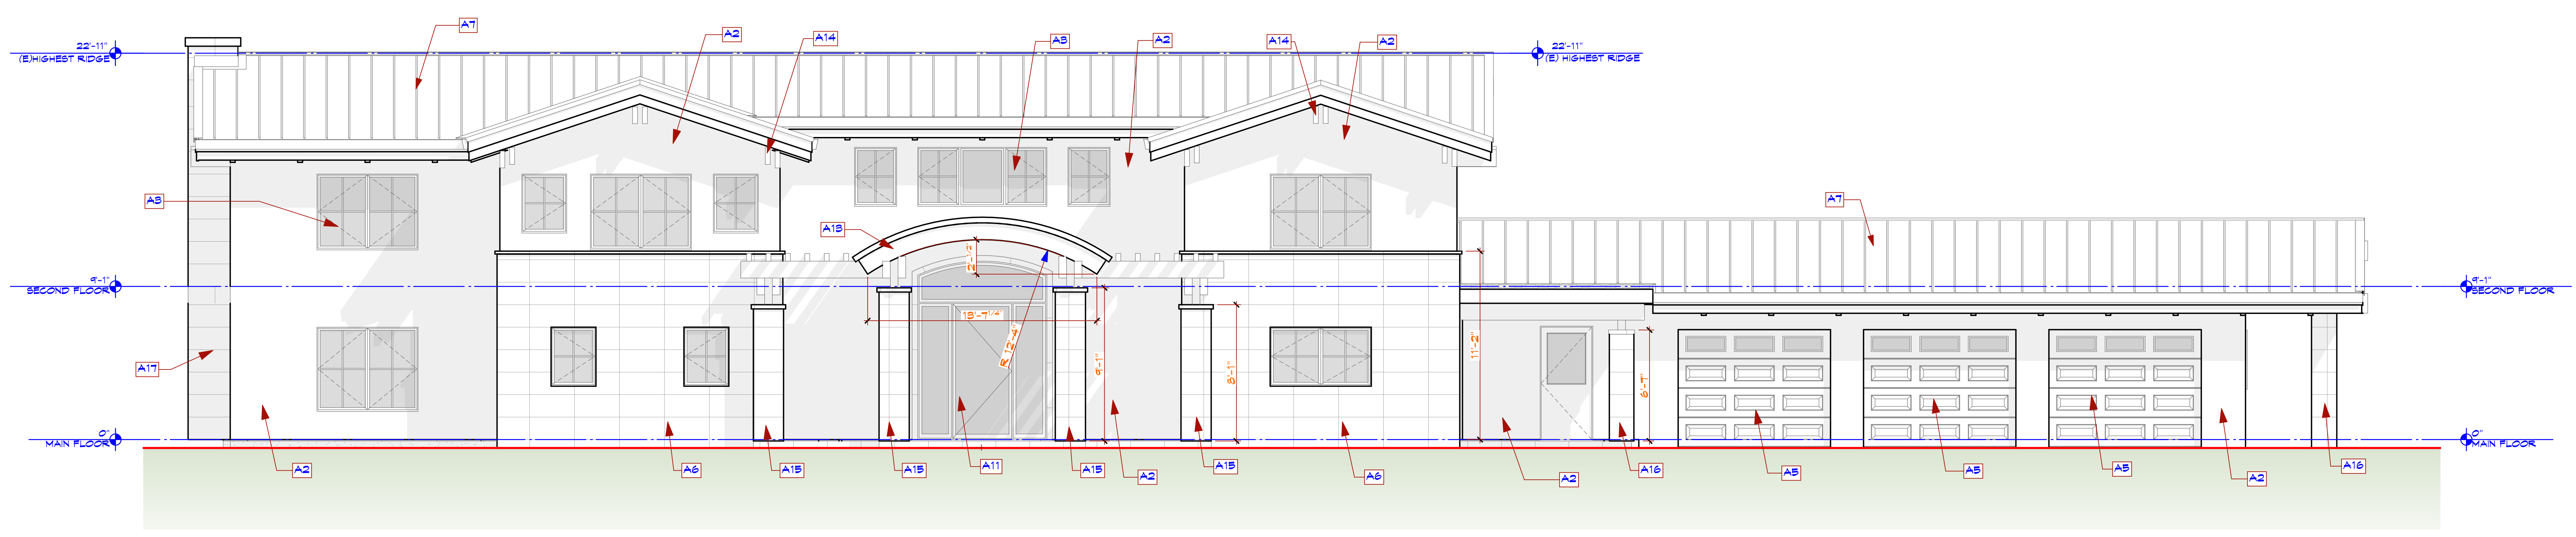 A7
A2
A14
A3
A2
A14
A2
22'-11"
(E)HIGHEST RIDGE
22'-11"
(E) HIGHEST RIDGE
A3
A7
A13
2'-2"
9'-1"
SECOND FLOOR
9'-1"
SECOND FLOOR
13'-7 1/4"
R 12'-4"
11'-2"
9'-1"
8'-1"
6'-7"
A17
0"
MAIN FLOOR
0"
MAIN FLOOR
A2
A6
A15
A15
A11
A15
A2
A15
A6
A2
A16
A5
A5
A5
A2
A16